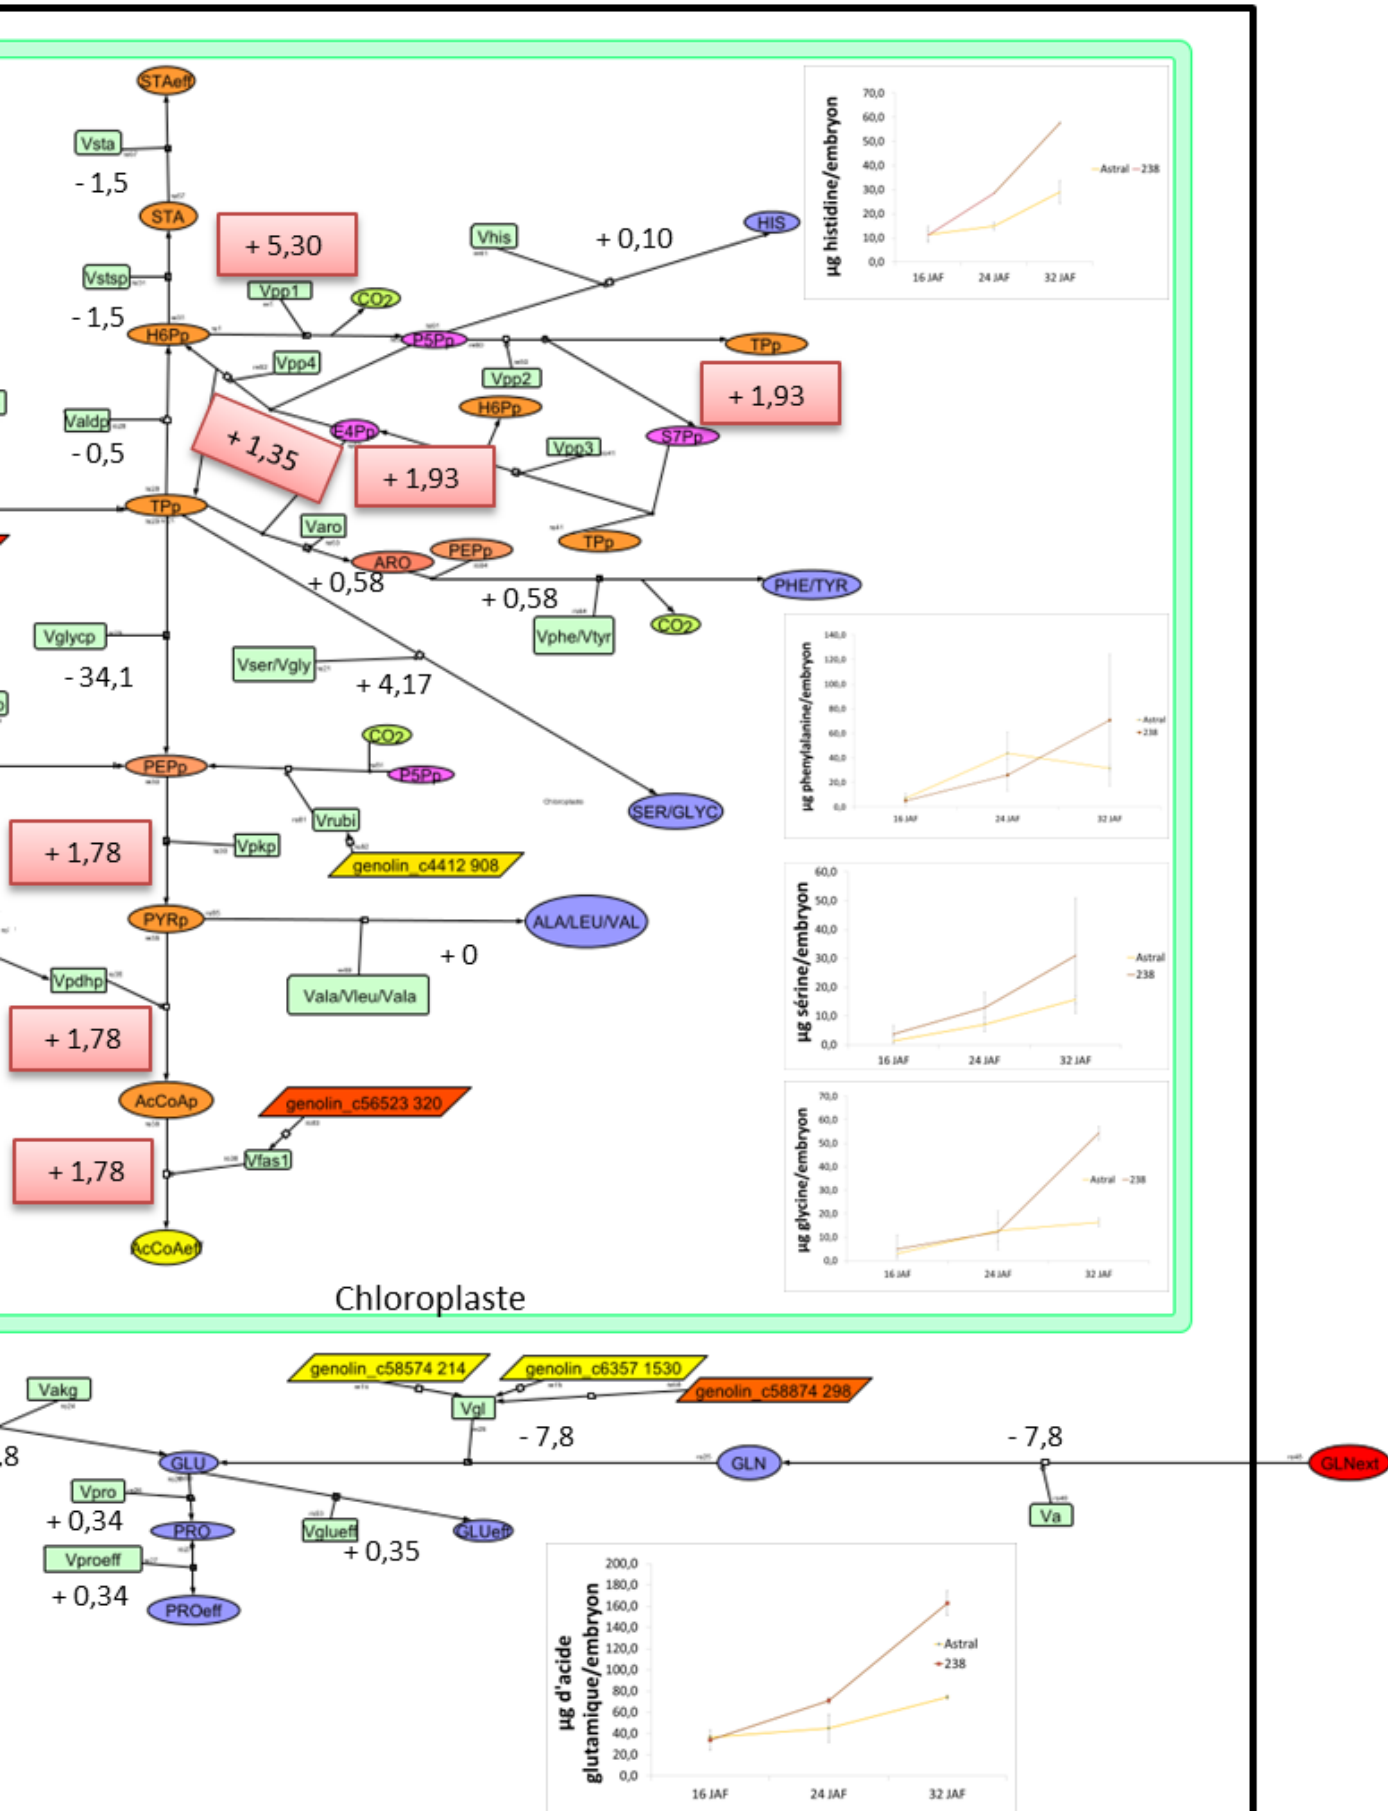 STAeff
Vsta
- 1,5
STA
+ 5,30
Vhis
+ 0,10
HIS
Vstsp
- 1,5
Vpp1
CO2
H6Pp
P5Pp
TPp
Vpp4
Vpp2
+ 1,93
H6Pp
Valdp
- 0,5
+ 1,35
E4Pp
S7Pp
+ 1,93
Vpp3
TPp
Varo
TPp
ARO
PEPp
+ 0,58
+ 0,58
PHE/TYR
CO2
Vphe/Vtyr
Vglycp
- 34,1
Vser/Vgly
+ 4,17
CO2
PEPp
P5Pp
Chloroplaste
SER/GLYC
Vrubi
+ 1,78
Vpkp
genolin_c4412 908
PYRp
ALA/LEU/VAL
+ 0
Vpdhp
Vala/Vleu/Vala
+ 1,78
AcCoAp
genolin_c56523 320
+ 1,78
Vfas1
AcCoAeff
Chloroplaste
µg histidine/embryon
70,0
60,0
50,0
40,0
30,0
20,0
10,0
0,0
16 JAF 24 JAF 32 JAF
Astral 238
µg phenylalanine/embryon
140,0
120,0
100,0
80,0
60,0
40,0
20,0
0,0
16 JAF 24 JAF 32 JAF
Astral
238
µg sérine/embryon
60,0
50,0
40,0
30,0
20,0
10,0
0,0
16 JAF 24 JAF 32 JAF
Astral
238
µg glycine/embryon
70,0
60,0
50,0
40,0
30,0
20,0
10,0
0,0
16 JAF 24 JAF 32 JAF
Astral 238
genolin_c58574 214
genolin_c6357 1530
genolin_c58874 298
Vakg
Vgl
- 7,8
- 7,8
,8
GLU
GLN
GLNext
Vpro
+ 0,34
PRO
Vglueff
+ 0,35
GLUeff
Va
Vproeff
+ 0,34
PROeff
µg d'acide
glutamique/embryon
200,0
180,0
160,0
140,0
120,0
100,0
80,0
60,0
40,0
20,0
0,0
16 JAF 24 JAF 32 JAF
Astral
238